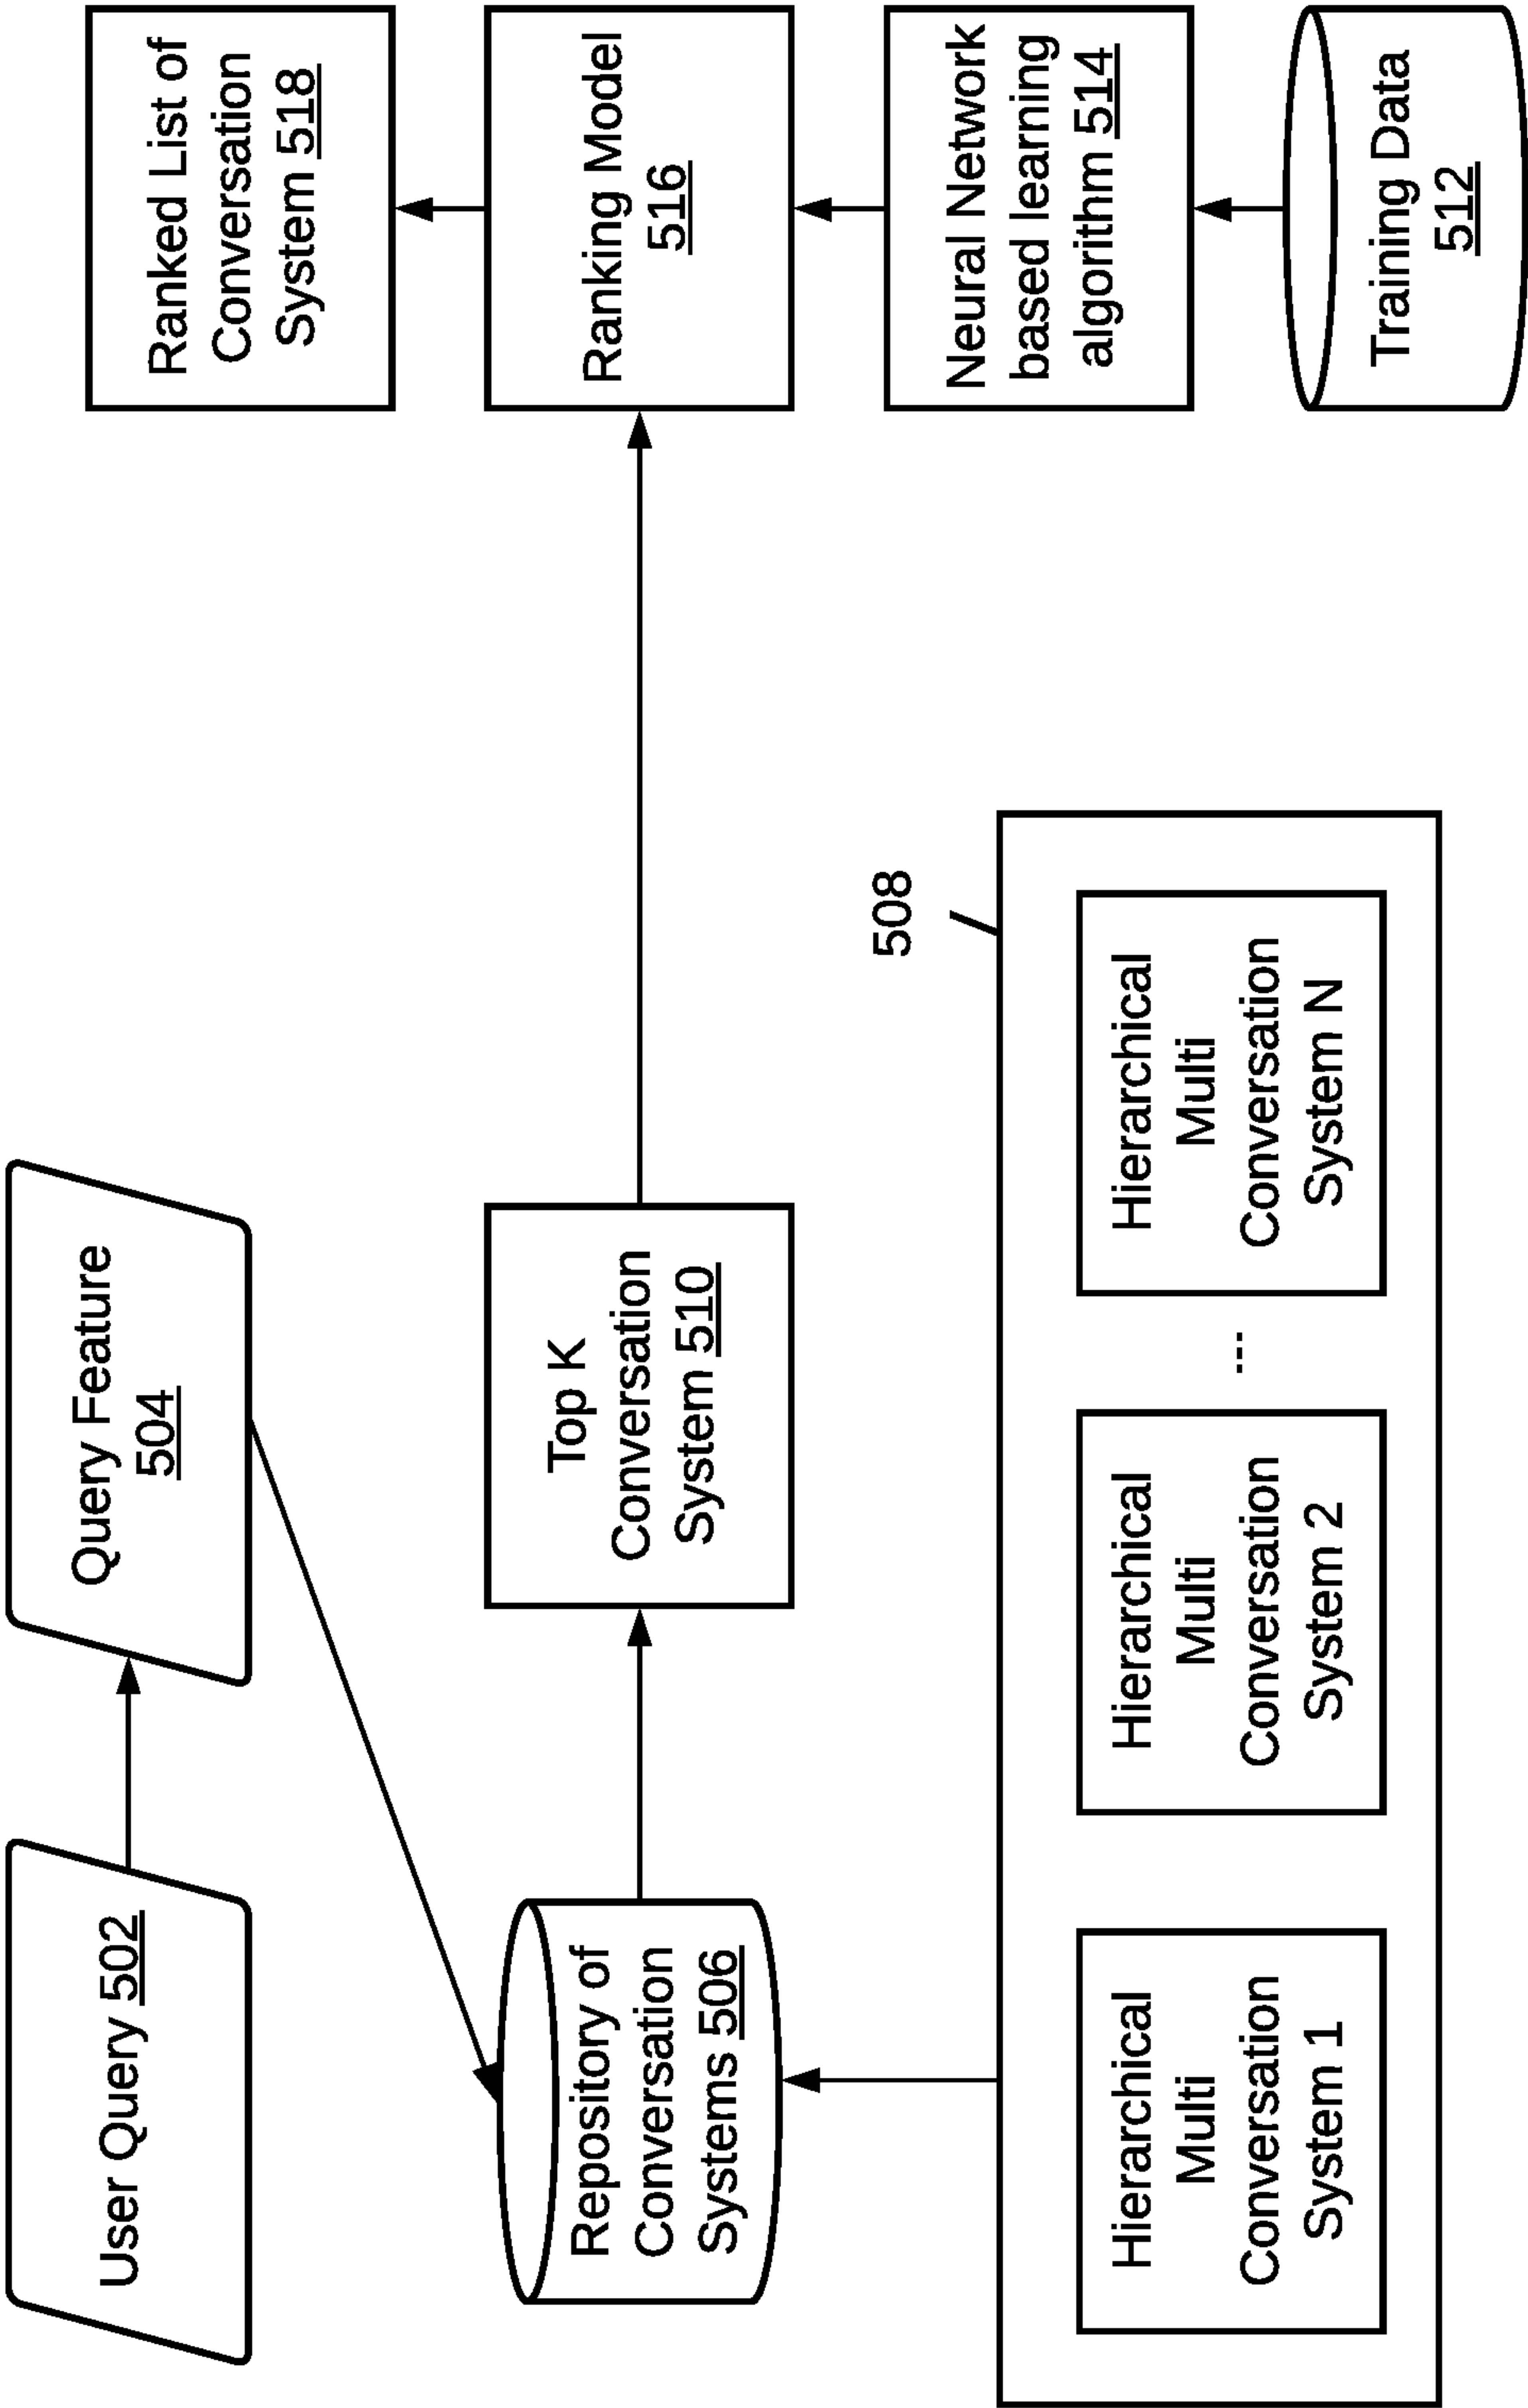 User Query 502
Query Feature
504
Repository of
Conversation
Systems 506
Top K
Conversation
System 510
Ranked List of
Conversation
System 518
Ranking Model
516
Neural Network
based learning
algorithm 514
Training Data
512
508
Hierarchical
Multi
Conversation
System 1
Hierarchical
Multi
Conversation
System 2
---
Hierarchical
Multi
Conversation
System N